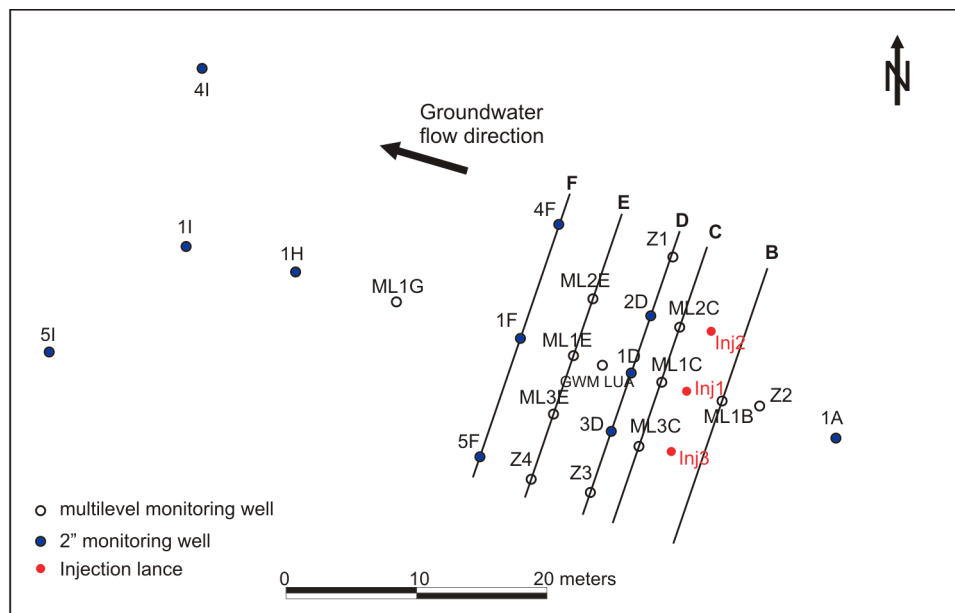 N
4I
Groundwater
flow direction
F
4F
E
D
Z1
C
B
1I
1H
ML1G
ML2E
2D
ML2C
Inj2
5I
1F
ML1E
1D
ML1C
GWM LUA
Inj1
ML3E
3D
ML3C
ML1B
Z2
1A
5F
Z4
Z3
Inj3
multilevel monitoring well
2” monitoring well
Injection lance
0 10 20 meters